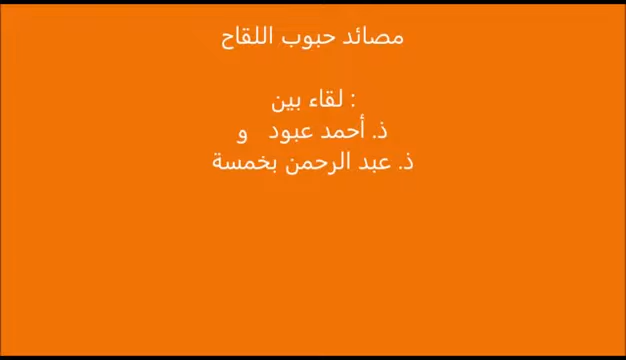 مصائد حبوب اللقاح
لقاء بين :
ذ. أحمد عبود و
ذ. عبد الرحمن بخمسة